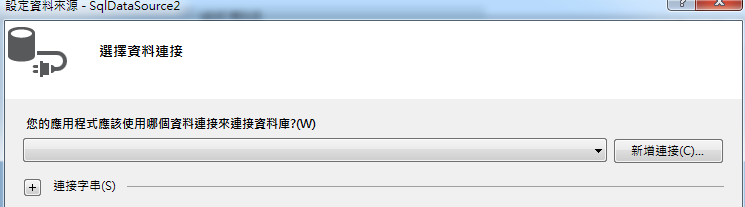 設定資料來源 - SqlDataSource2
選擇資料連接
您的應用程式應該使用哪個資料連接來連接資料庫?(W)
新增連接(C)...
連接字串(S)